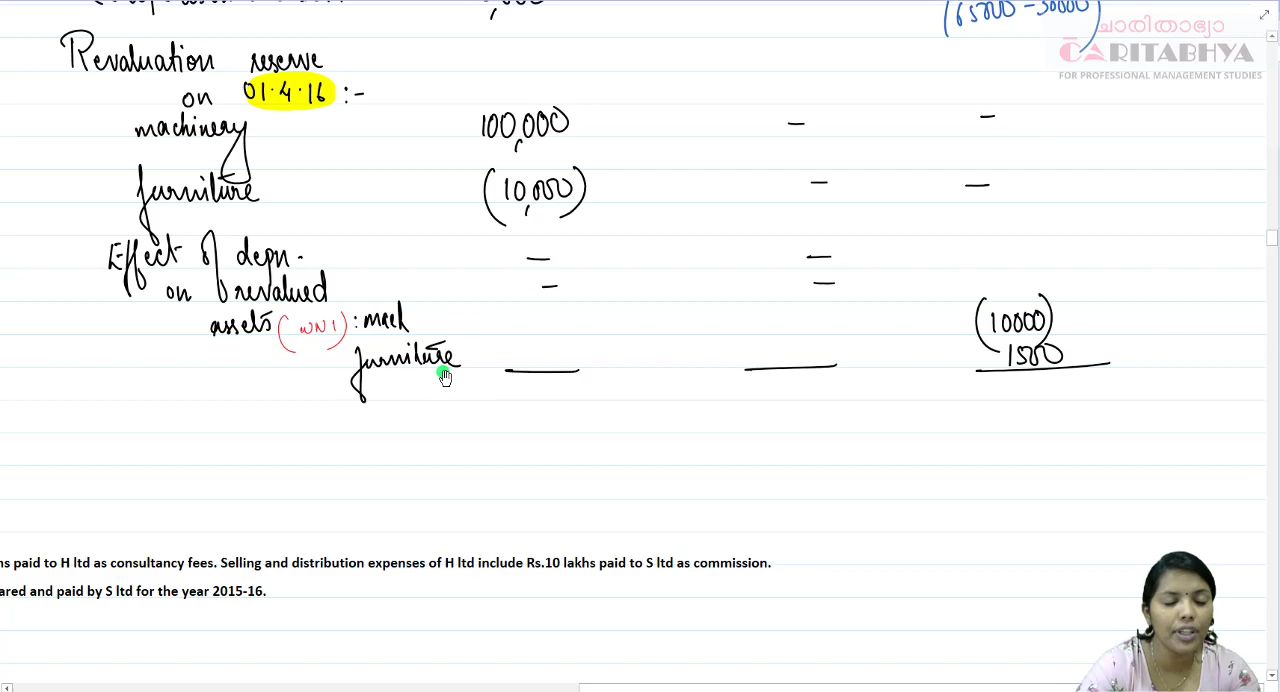 (65000-30000)
ചാരിതാഭ്യാ
CARITABHYA
FOR PROFESSIONAL MANAGEMENT STUDIES
Revaluation reserve
on 01·4·16 :-
machinery 100,000 - -
furniture (10,000) - -
Effect of depn. - -
on revalued - -
assets (WN1) : mach (10000)
furniture 1500
hs paid to H ltd as consultancy fees. Selling and distribution expenses of H ltd include Rs.10 lakhs paid to S ltd as commission.
ared and paid by S ltd for the year 2015-16.